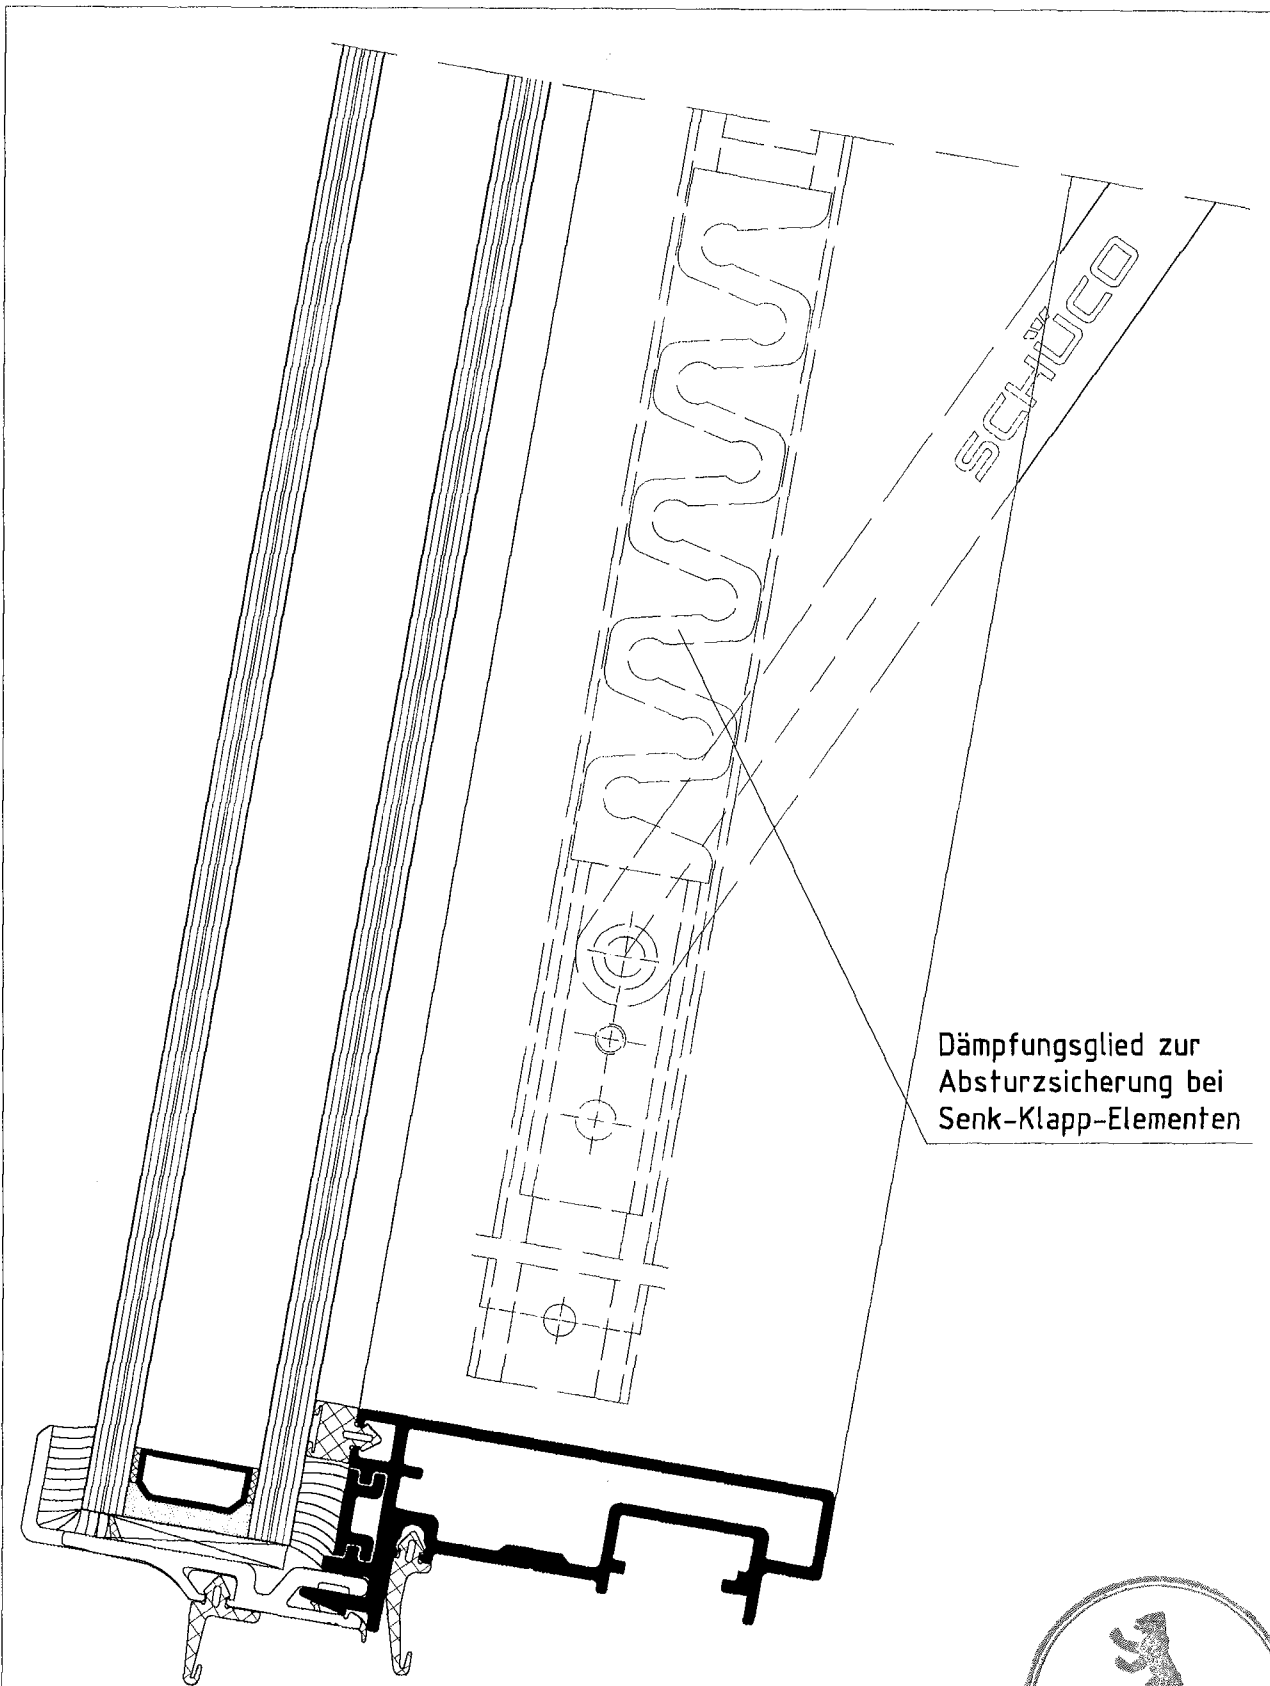 SCHÜCO
Dämpfungsglied zur
Absturzsicherung bei
Senk-Klapp-Elementen